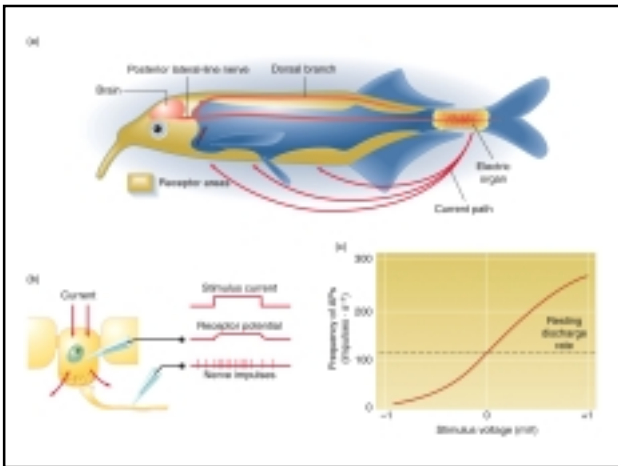 (a)
Posterior lateral-line nerve
Dorsal branch
Brain
Electric
organ
Receptor areas
Current path
(b)
Current
Stimulus current
Receptor potential
Nerve impulses
(c)
Frequency of APs
(impulses · s⁻¹)
300
200
100
0
Resting
discharge
rate
−1
0
+1
Stimulus voltage (mV)